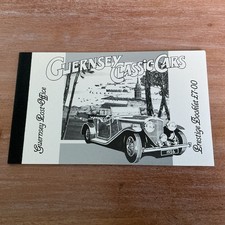 GUERNSEY CLASSIC CARS
Guernsey Post Office
Prestige Booklet £7.00